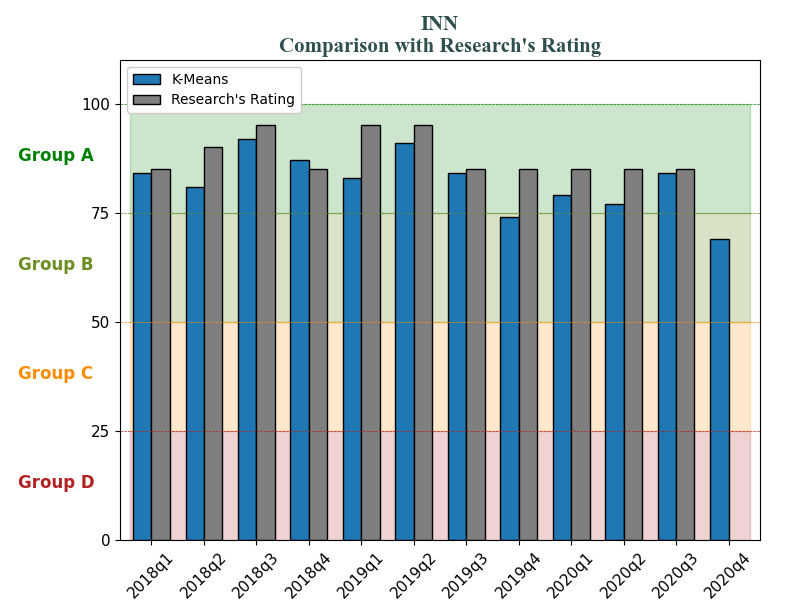 INN
Comparison with Research's Rating
K-Means
Research's Rating
100
Group A
75
Group B
50
Group C
25
Group D
0
2018q1
2018q2
2018q3
2018q4
2019q1
2019q2
2019q3
2019q4
2020q1
2020q2
2020q3
2020q4